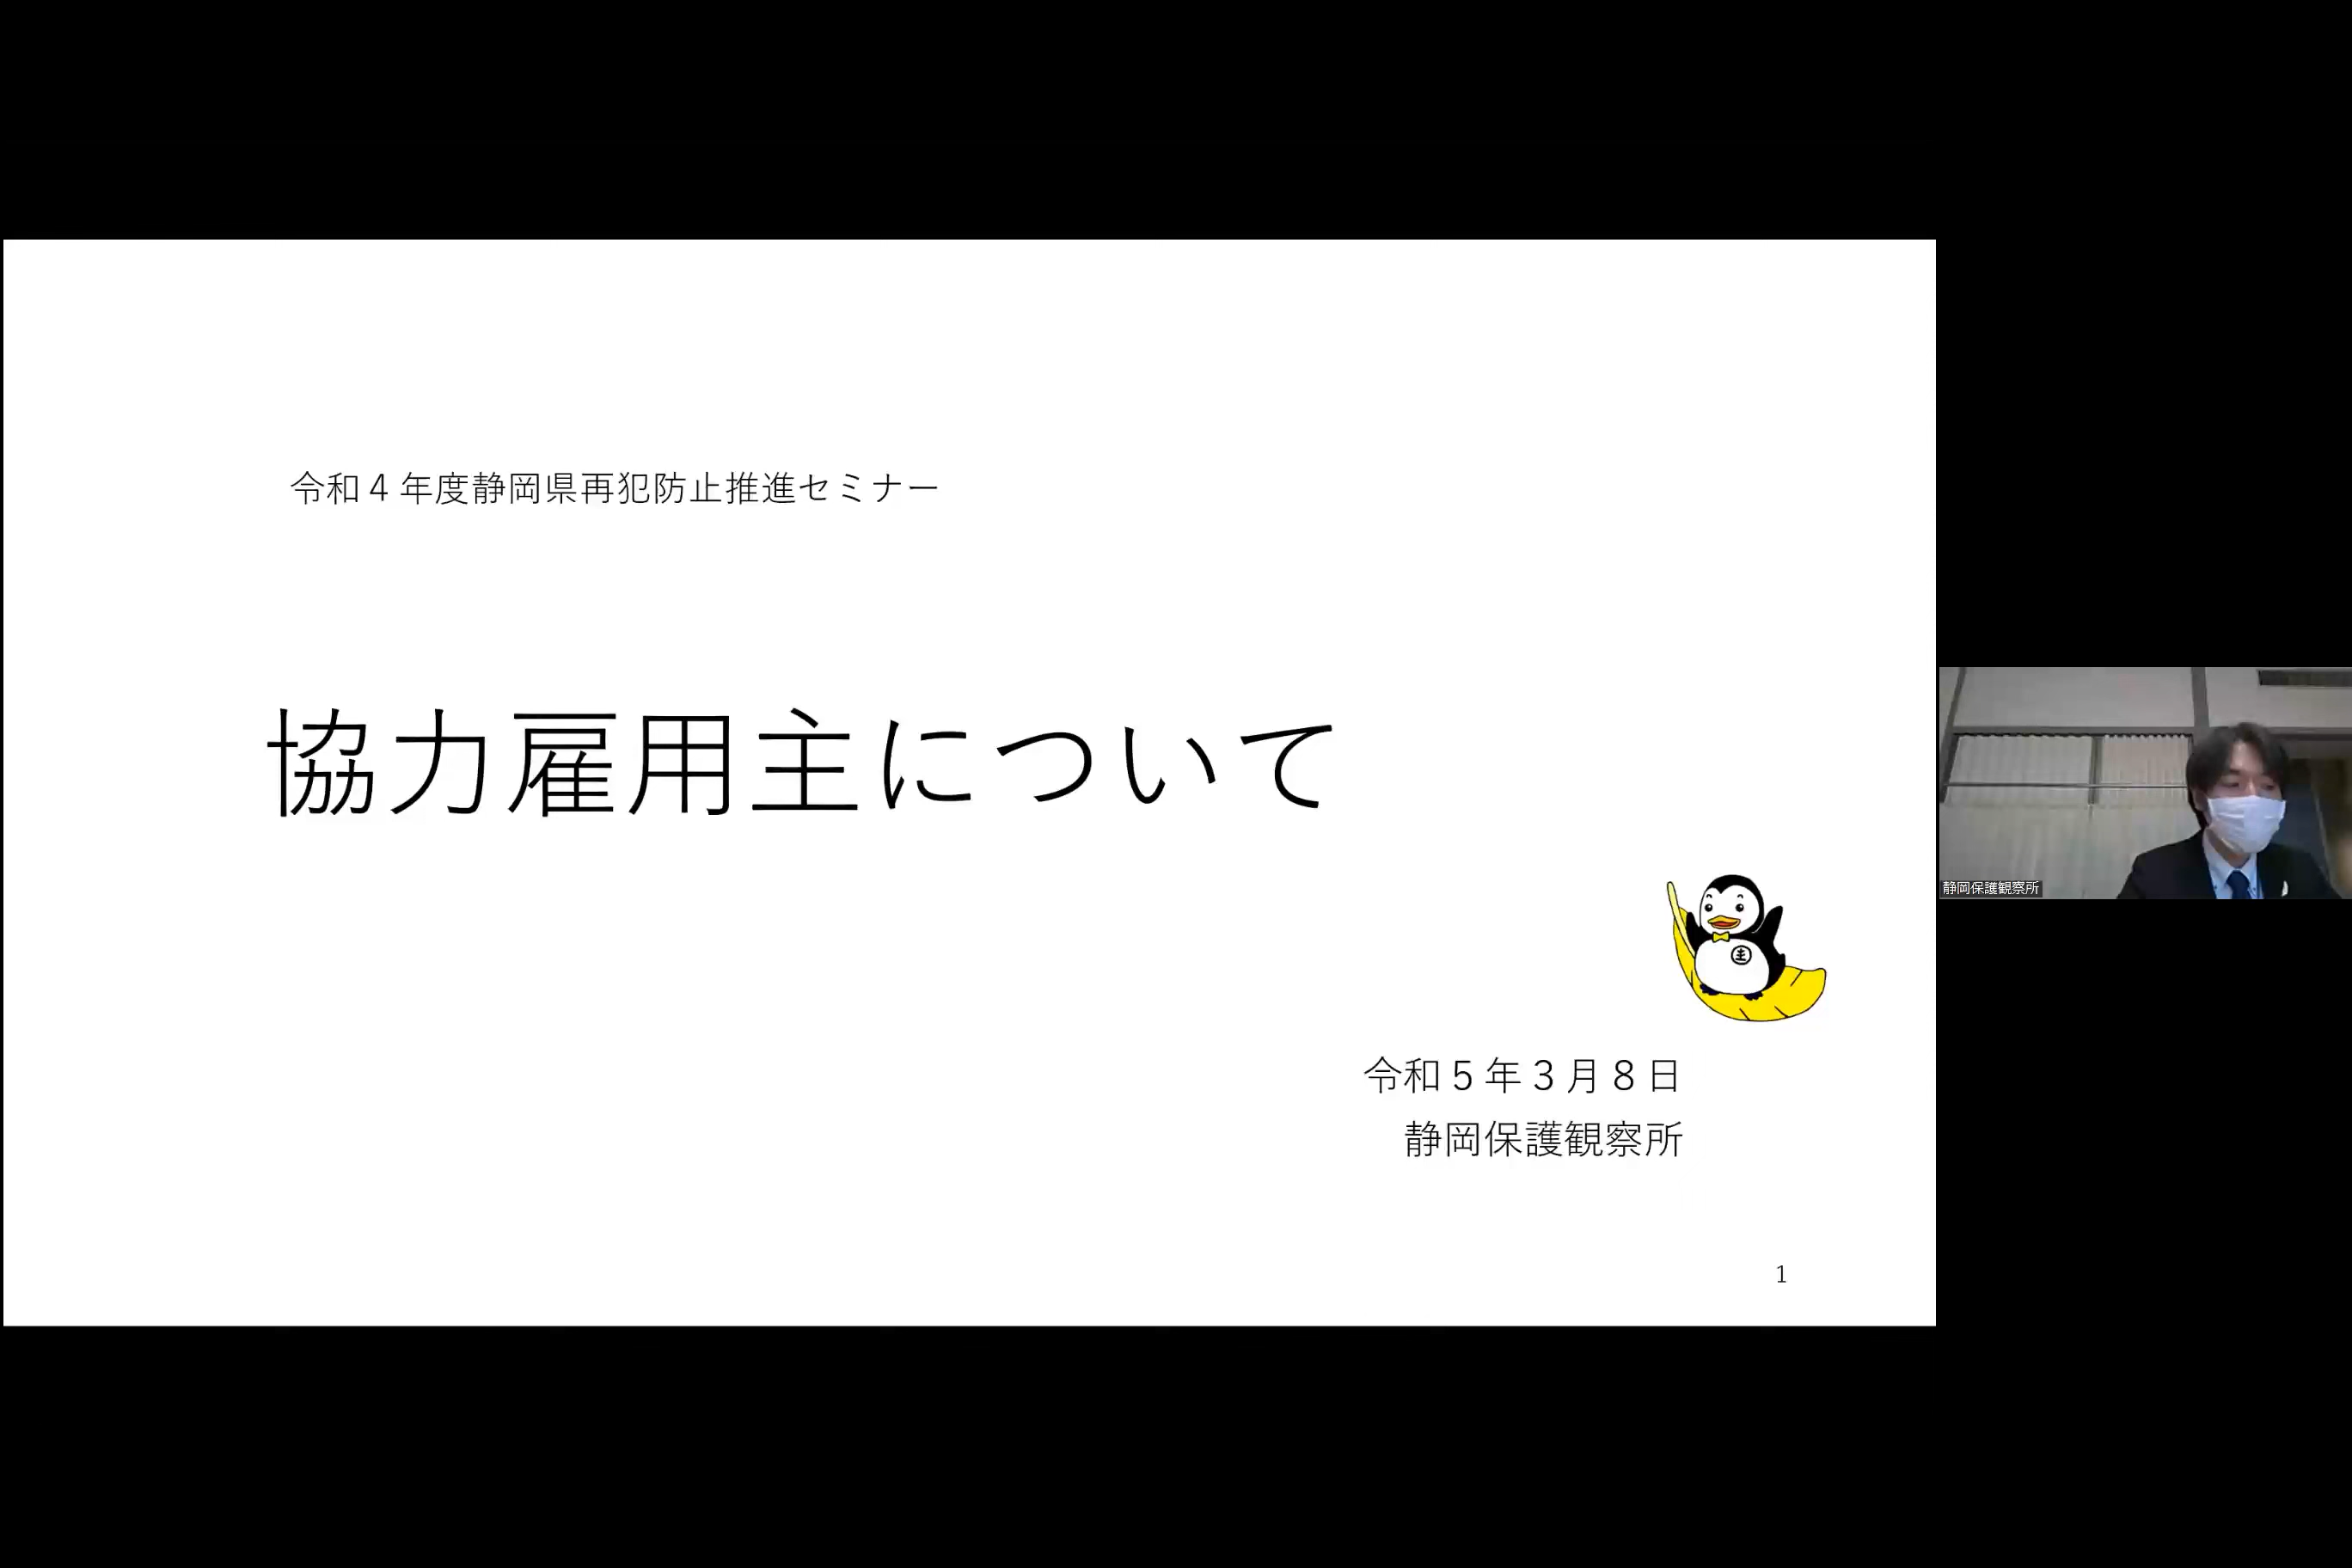 令和４年度静岡県再犯防止推進セミナー
協力雇用主について
主
令和５年３月８日
静岡保護観察所
1
静岡保護観察所